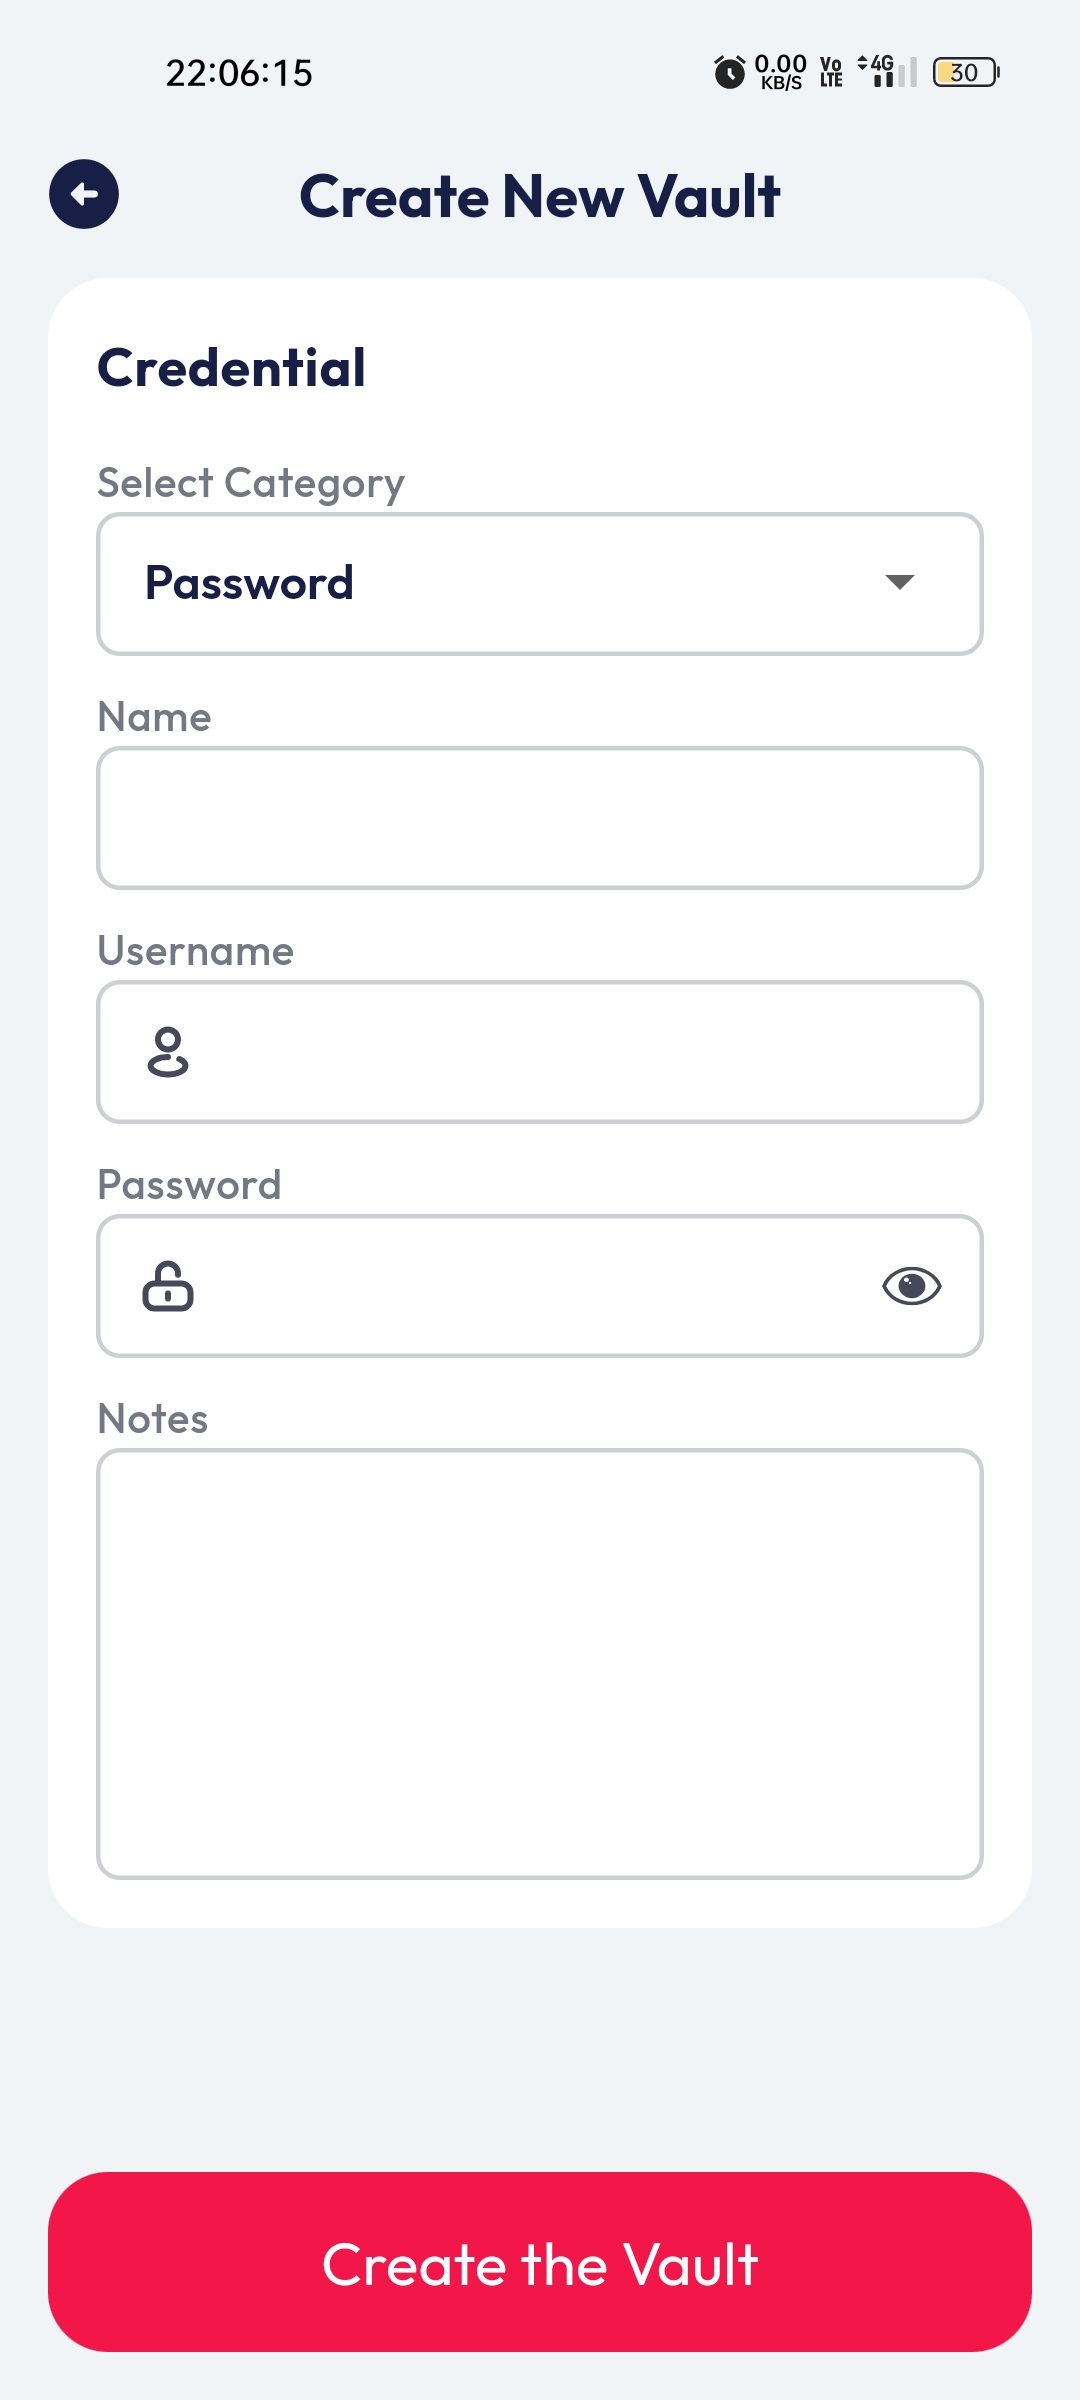 22:06:15
0.00
KB/S
Vo
LTE
4G
30
Create New Vault
Credential
Select Category
Password
Name
Username
Password
Notes
Create the Vault